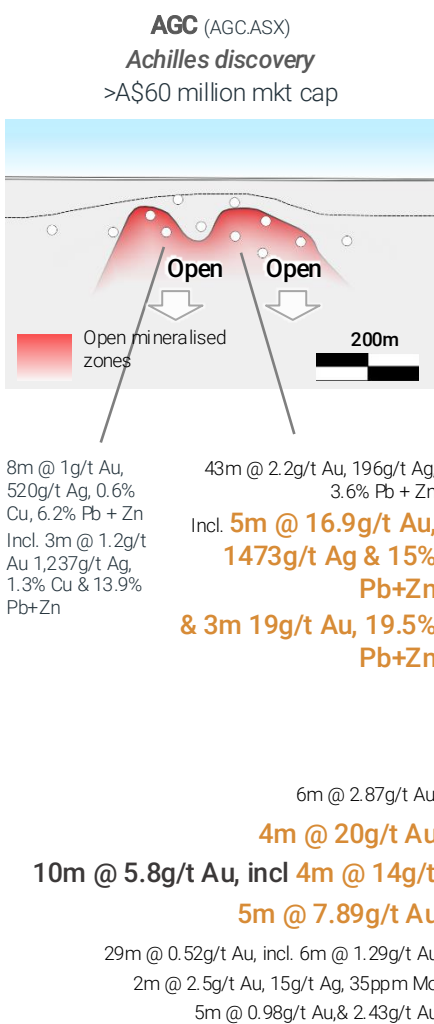 AGC (AGC.ASX)
Achilles discovery
>A$60 million mkt cap
Open
Open
Open mineralised
zones
200m
8m @ 1g/t Au,
520g/t Ag, 0.6%
Cu, 6.2% Pb + Zn
Incl. 3m @ 1.2g/t
Au 1,237g/t Ag,
1.3% Cu & 13.9%
Pb+Zn
43m @ 2.2g/t Au, 196g/t Ag,
3.6% Pb + Zn
Incl. 5m @ 16.9g/t Au,
1473g/t Ag & 15%
Pb+Zn
& 3m 19g/t Au, 19.5%
Pb+Zn
6m @ 2.87g/t Au
4m @ 20g/t Au
10m @ 5.8g/t Au, incl 4m @ 14g/t
5m @ 7.89g/t Au
29m @ 0.52g/t Au, incl. 6m @ 1.29g/t Au
2m @ 2.5g/t Au, 15g/t Ag, 35ppm Mo
5m @ 0.98g/t Au,& 2.43g/t Au